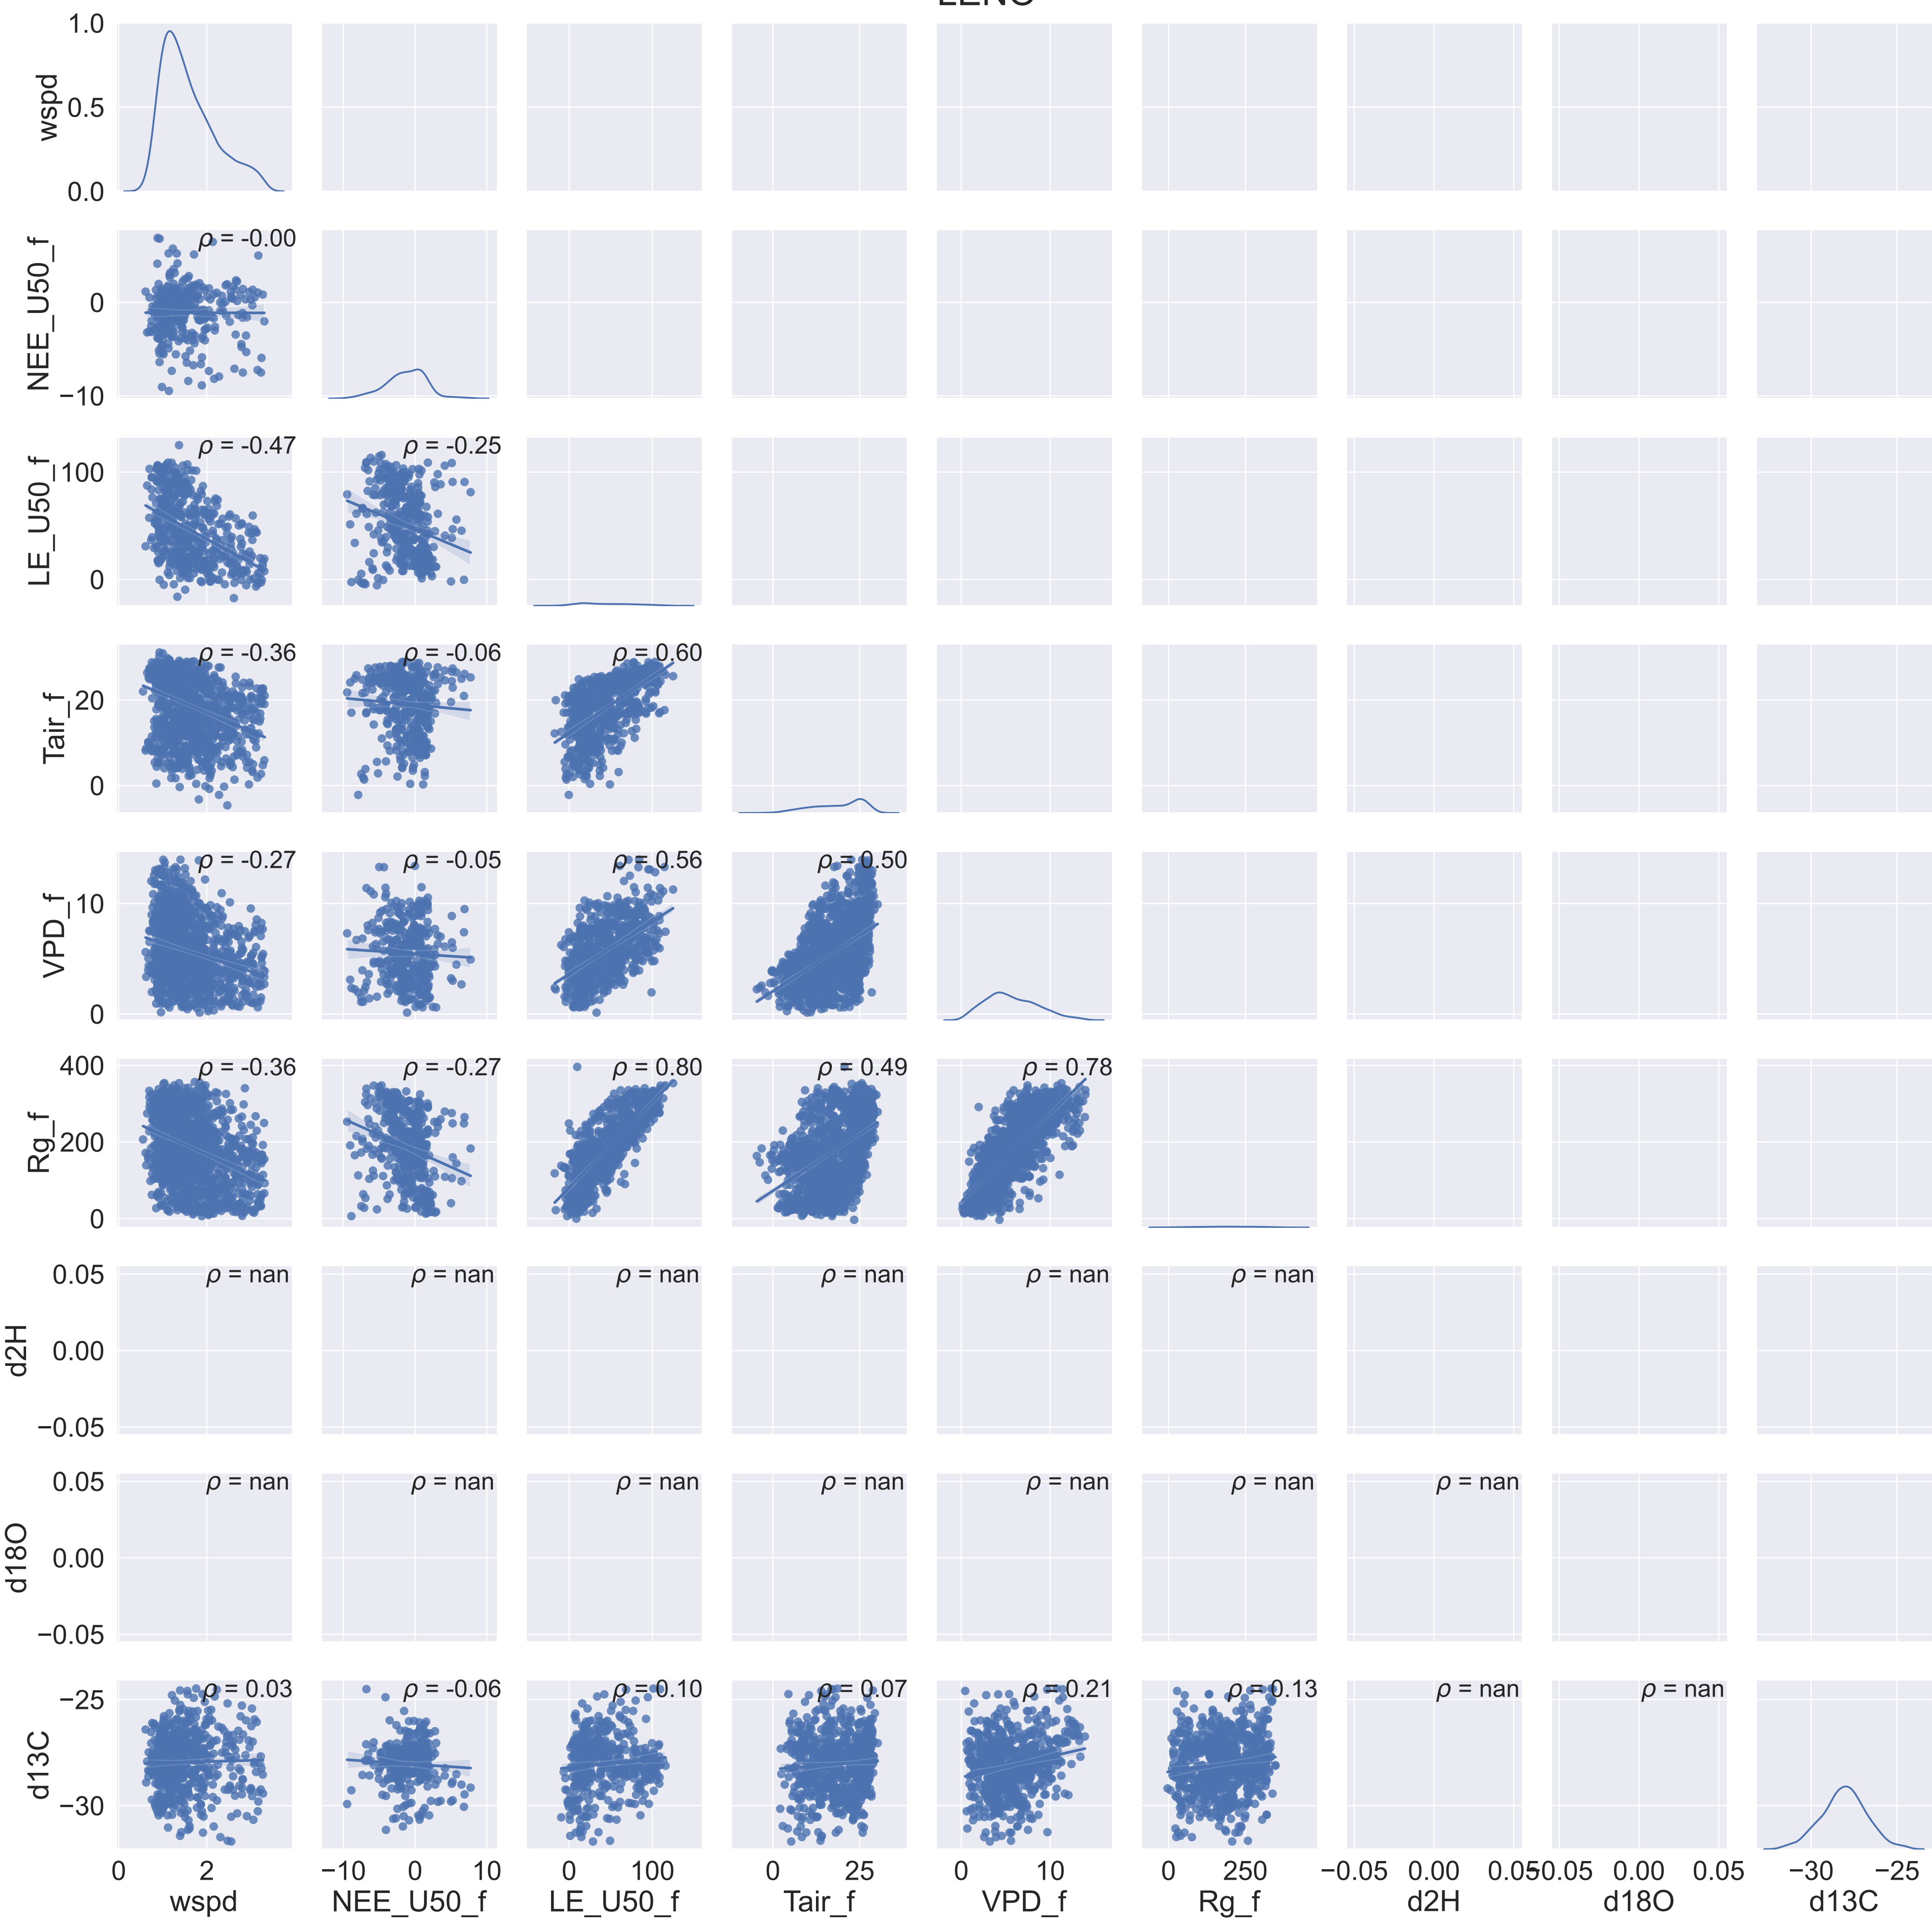 1.0
0.5
0.0
wspd
ρ = -0.00
0
−10
NEE_U50_f
ρ = -0.47
ρ = -0.25
100
0
LE_U50_f
ρ = -0.36
ρ = -0.06
ρ = 0.60
20
0
Tair_f
ρ = -0.27
ρ = -0.05
ρ = 0.56
ρ = 0.50
10
0
VPD_f
ρ = -0.36
ρ = -0.27
ρ = 0.80
ρ = 0.49
ρ = 0.78
400
200
0
Rg_f
ρ = nan
ρ = nan
ρ = nan
ρ = nan
ρ = nan
ρ = nan
0.05
0.00
−0.05
d2H
ρ = nan
ρ = nan
ρ = nan
ρ = nan
ρ = nan
ρ = nan
ρ = nan
0.05
0.00
−0.05
d18O
ρ = 0.03
ρ = -0.06
ρ = 0.10
ρ = 0.07
ρ = 0.21
ρ = 0.13
ρ = nan
ρ = nan
−25
−30
d13C
0 2
−10 0 10
0 100
0 25
0 10
0 250
−0.05 0.00 0.05
−0.05 0.00 0.05
−30 −25
wspd
NEE_U50_f
LE_U50_f
Tair_f
VPD_f
Rg_f
d2H
d18O
d13C